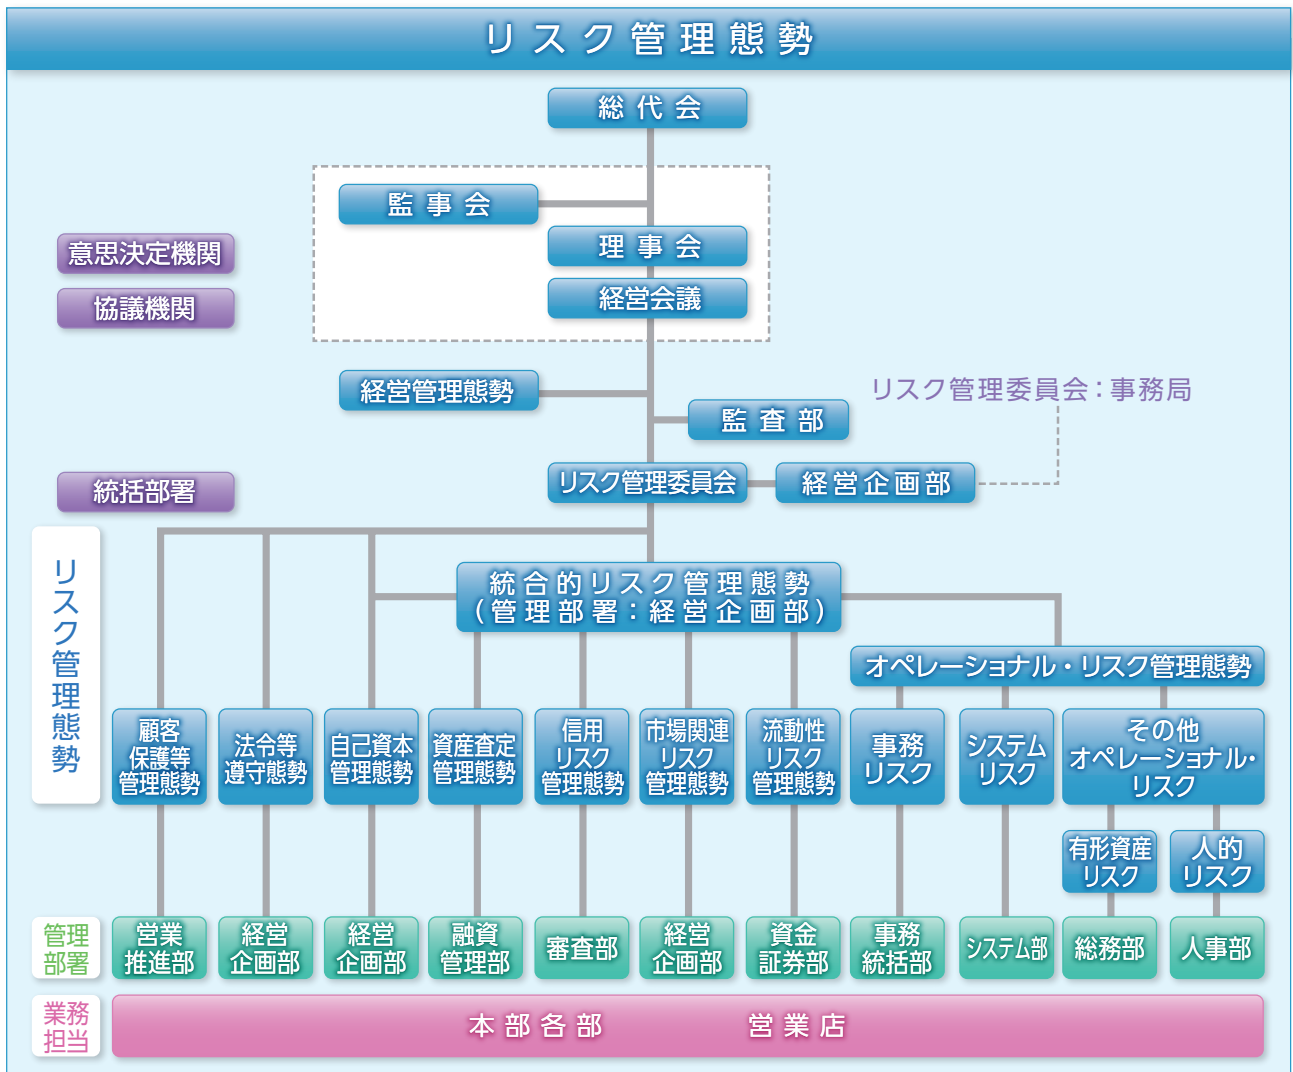 リスク管理態勢
総代会
監事会
理事会
意思決定機関
経営会議
協議機関
経営管理態勢
リスク管理委員会：事務局
監査部
統括部署
リスク管理委員会
経営企画部
リスク管理態勢
統合的リスク管理態勢
（管理部署：経営企画部）
オペレーショナル・リスク管理態勢
顧客
保護等
管理態勢
法令等
遵守態勢
自己資本
管理態勢
資産査定
管理態勢
信用
リスク
管理態勢
市場関連
リスク
管理態勢
流動性
リスク
管理態勢
事務
リスク
システム
リスク
その他
オペレーショナル・
リスク
有形資産
リスク
人的
リスク
管理
部署
営業
推進部
経営
企画部
経営
企画部
融資
管理部
審査部
経営
企画部
資金
証券部
事務
統括部
システム部
総務部
人事部
業務
担当
本部各部 営業店